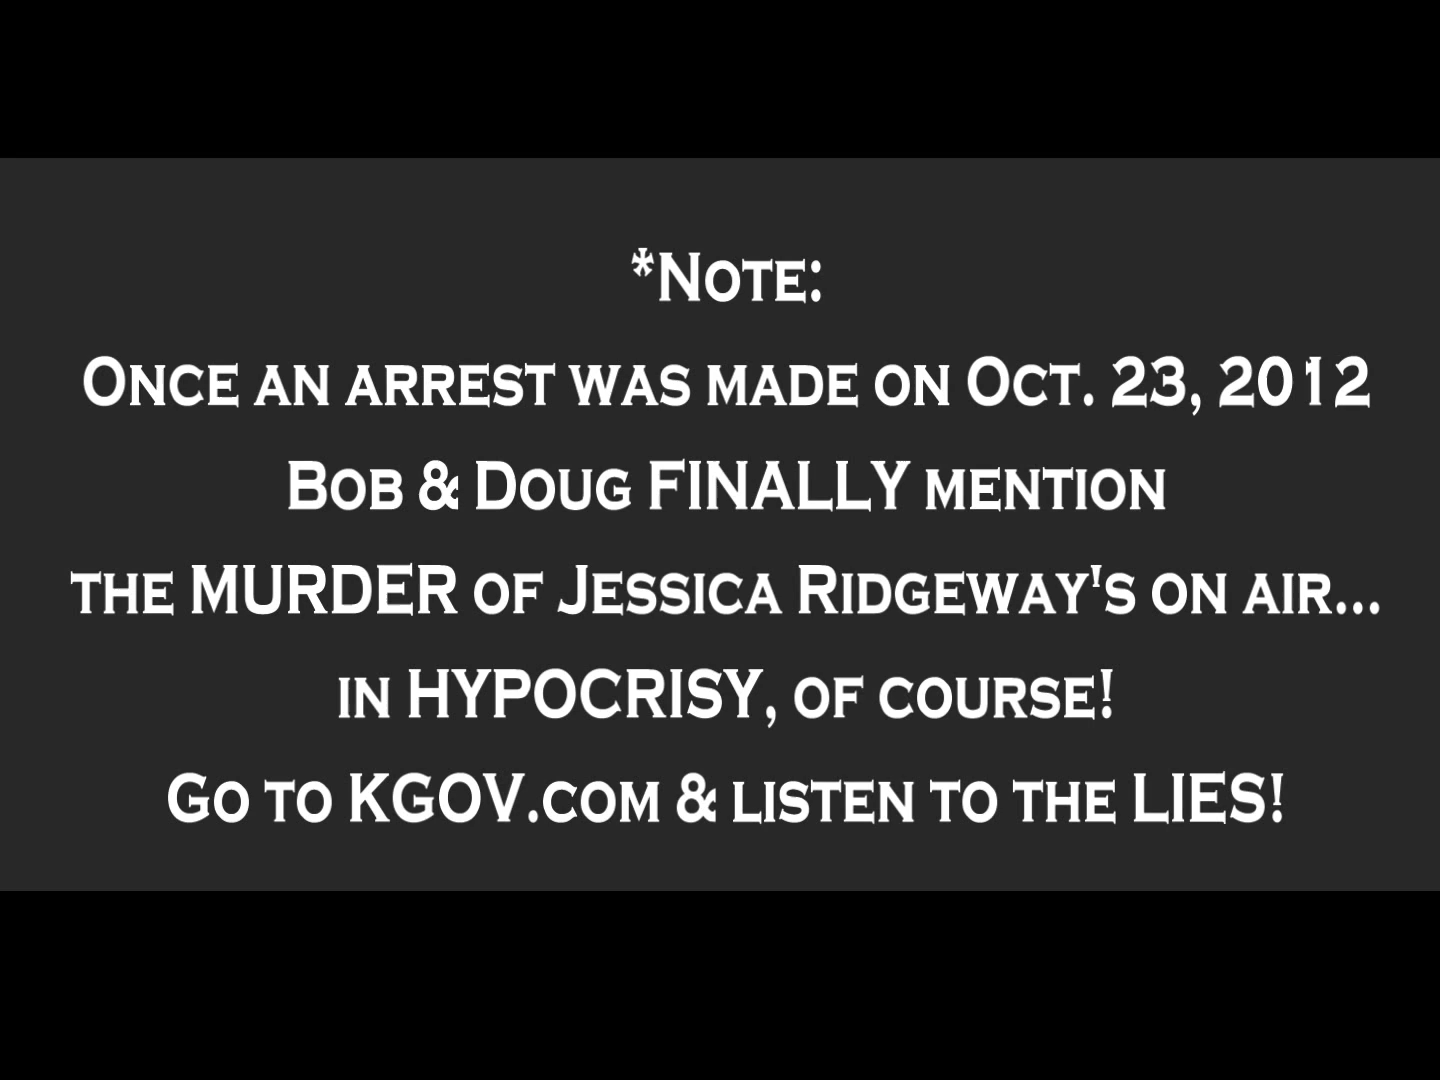 *Note:
Once an arrest was made on Oct. 23, 2012
Bob & Doug FINALLY mention
the MURDER of Jessica Ridgeway's on air...
in HYPOCRISY, of course!
Go to KGOV.com & listen to the LIES!